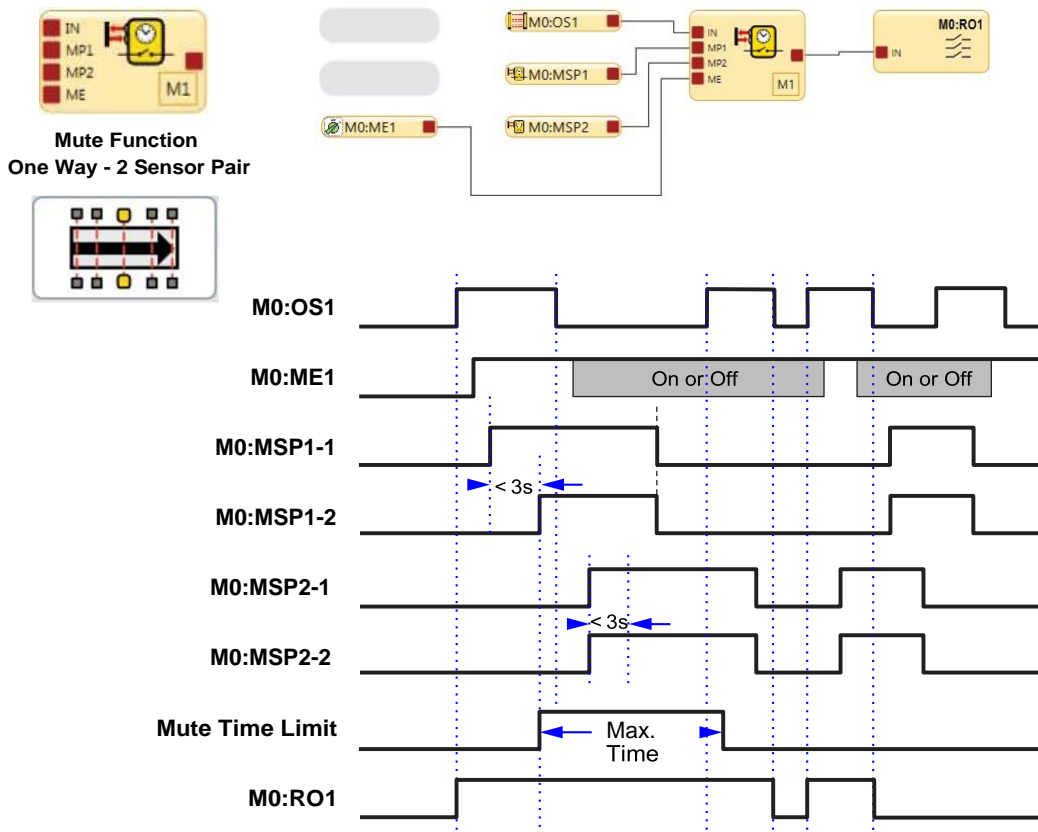 IN
MP1
MP2
ME
M1
Mute Function
One Way - 2 Sensor Pair
M0:ME1
M0:OS1
M0:MSP1
M0:MSP2
IN
MP1
MP2
ME
M1
M0:RO1
IN
M0:OS1
M0:ME1
On or Off
On or Off
M0:MSP1-1
< 3s
M0:MSP1-2
M0:MSP2-1
< 3s
M0:MSP2-2
Mute Time Limit
Max.
Time
M0:RO1